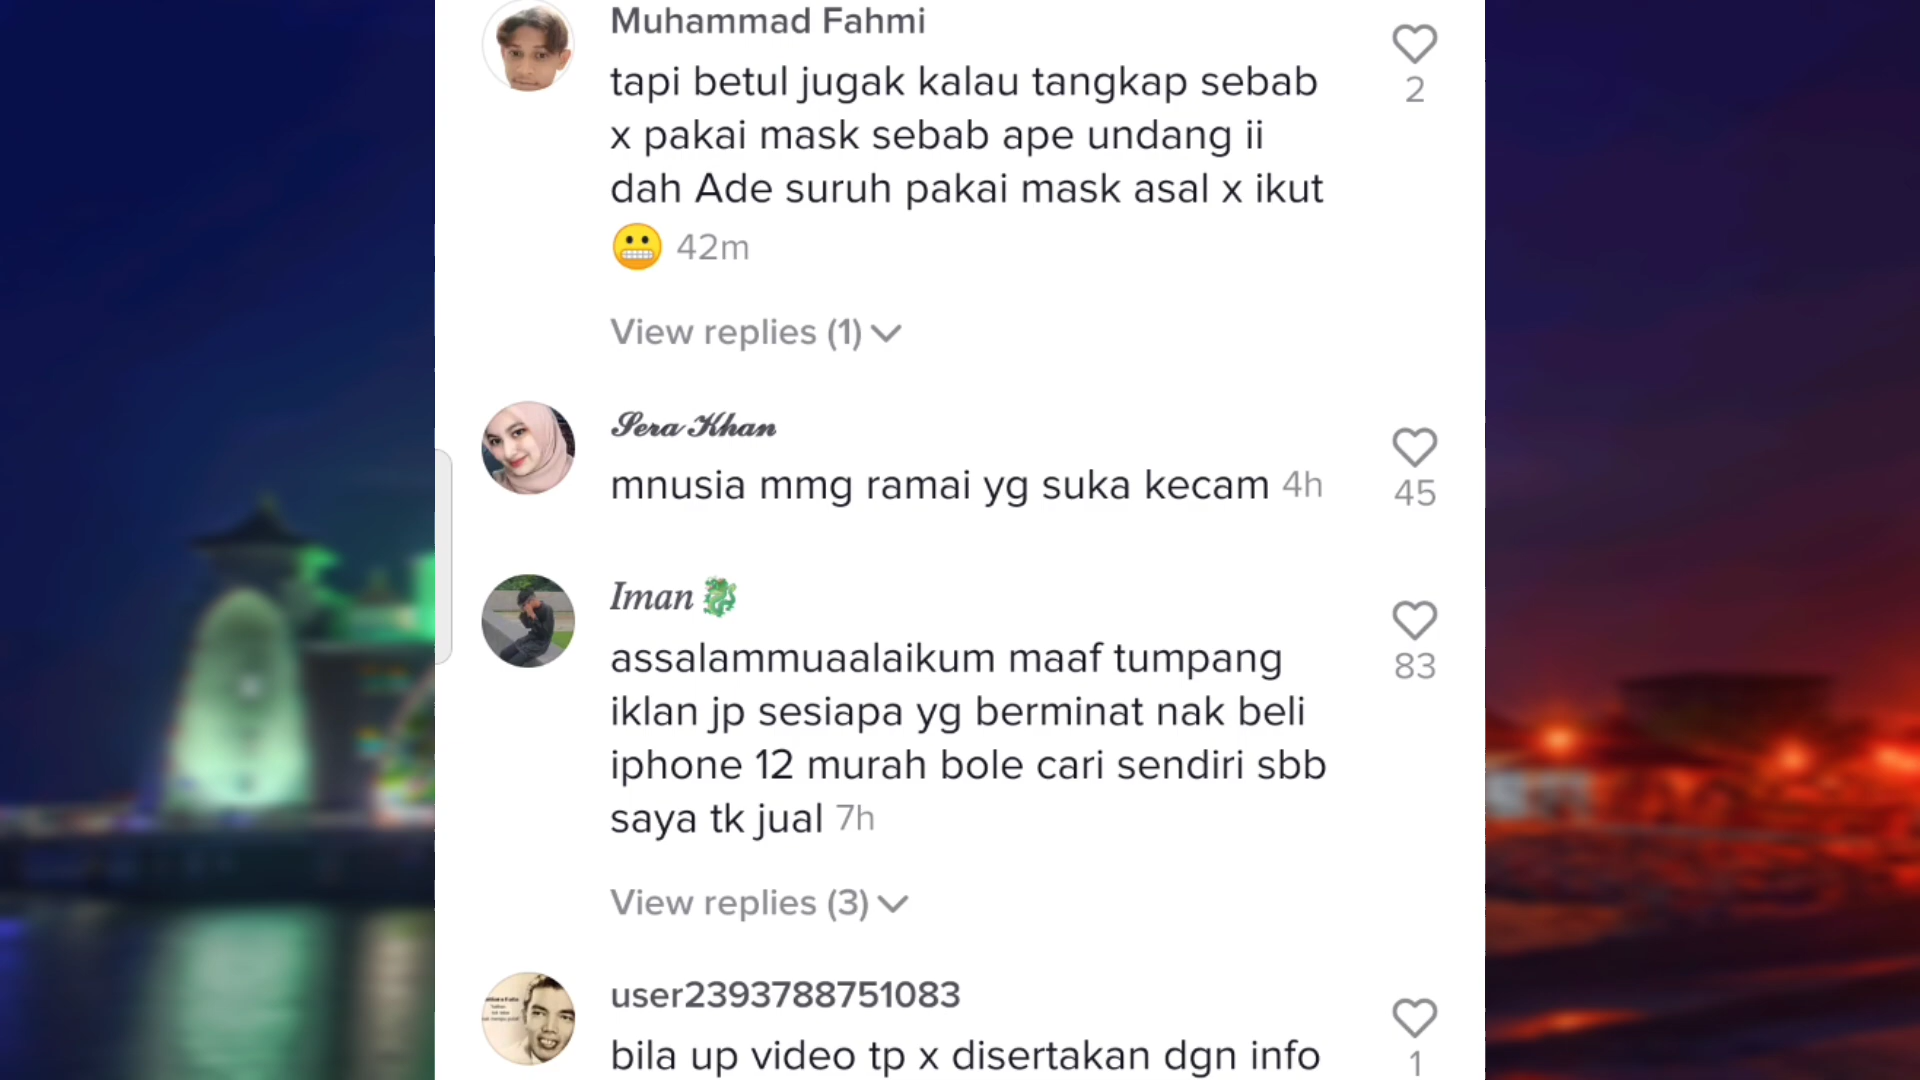 Muhammad Fahmi
tapi betul jugak kalau tangkap sebab
x pakai mask sebab ape undang ii
dah Ade suruh pakai mask asal x ikut
😬 42m
2
View replies (1)
Sera Khan
mnusia mmg ramai yg suka kecam 4h
45
Iman🐉
assalammuaalaikum maaf tumpang
iklan jp sesiapa yg berminat nak beli
iphone 12 murah bole cari sendiri sbb
saya tk jual 7h
83
View replies (3)
user2393788751083
bila up video tp x disertakan dgn info
1